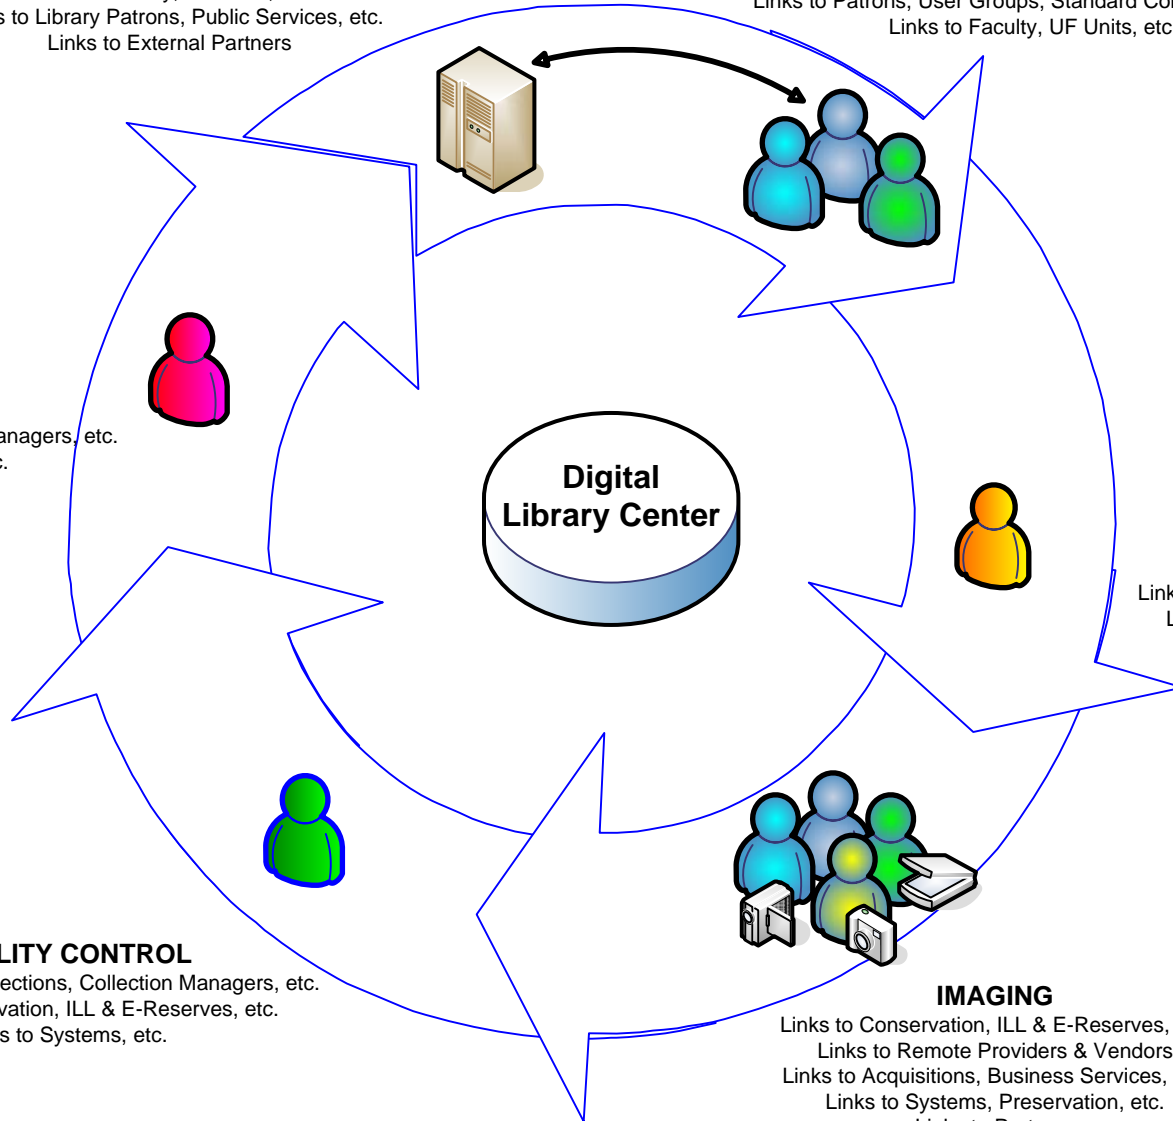 s to Library Patrons, Public Services, etc.
Links to External Partners
Links to Patrons, User Groups, Standard Co
Links to Faculty, UF Units, etc
anagers, etc.
c.
Digital
Library Center
Link
L
LITY CONTROL
ections, Collection Managers, etc.
vation, ILL & E-Reserves, etc.
s to Systems, etc.
IMAGING
Links to Conservation, ILL & E-Reserves,
Links to Remote Providers & Vendors
Links to Acquisitions, Business Services,
Links to Systems, Preservation, etc.